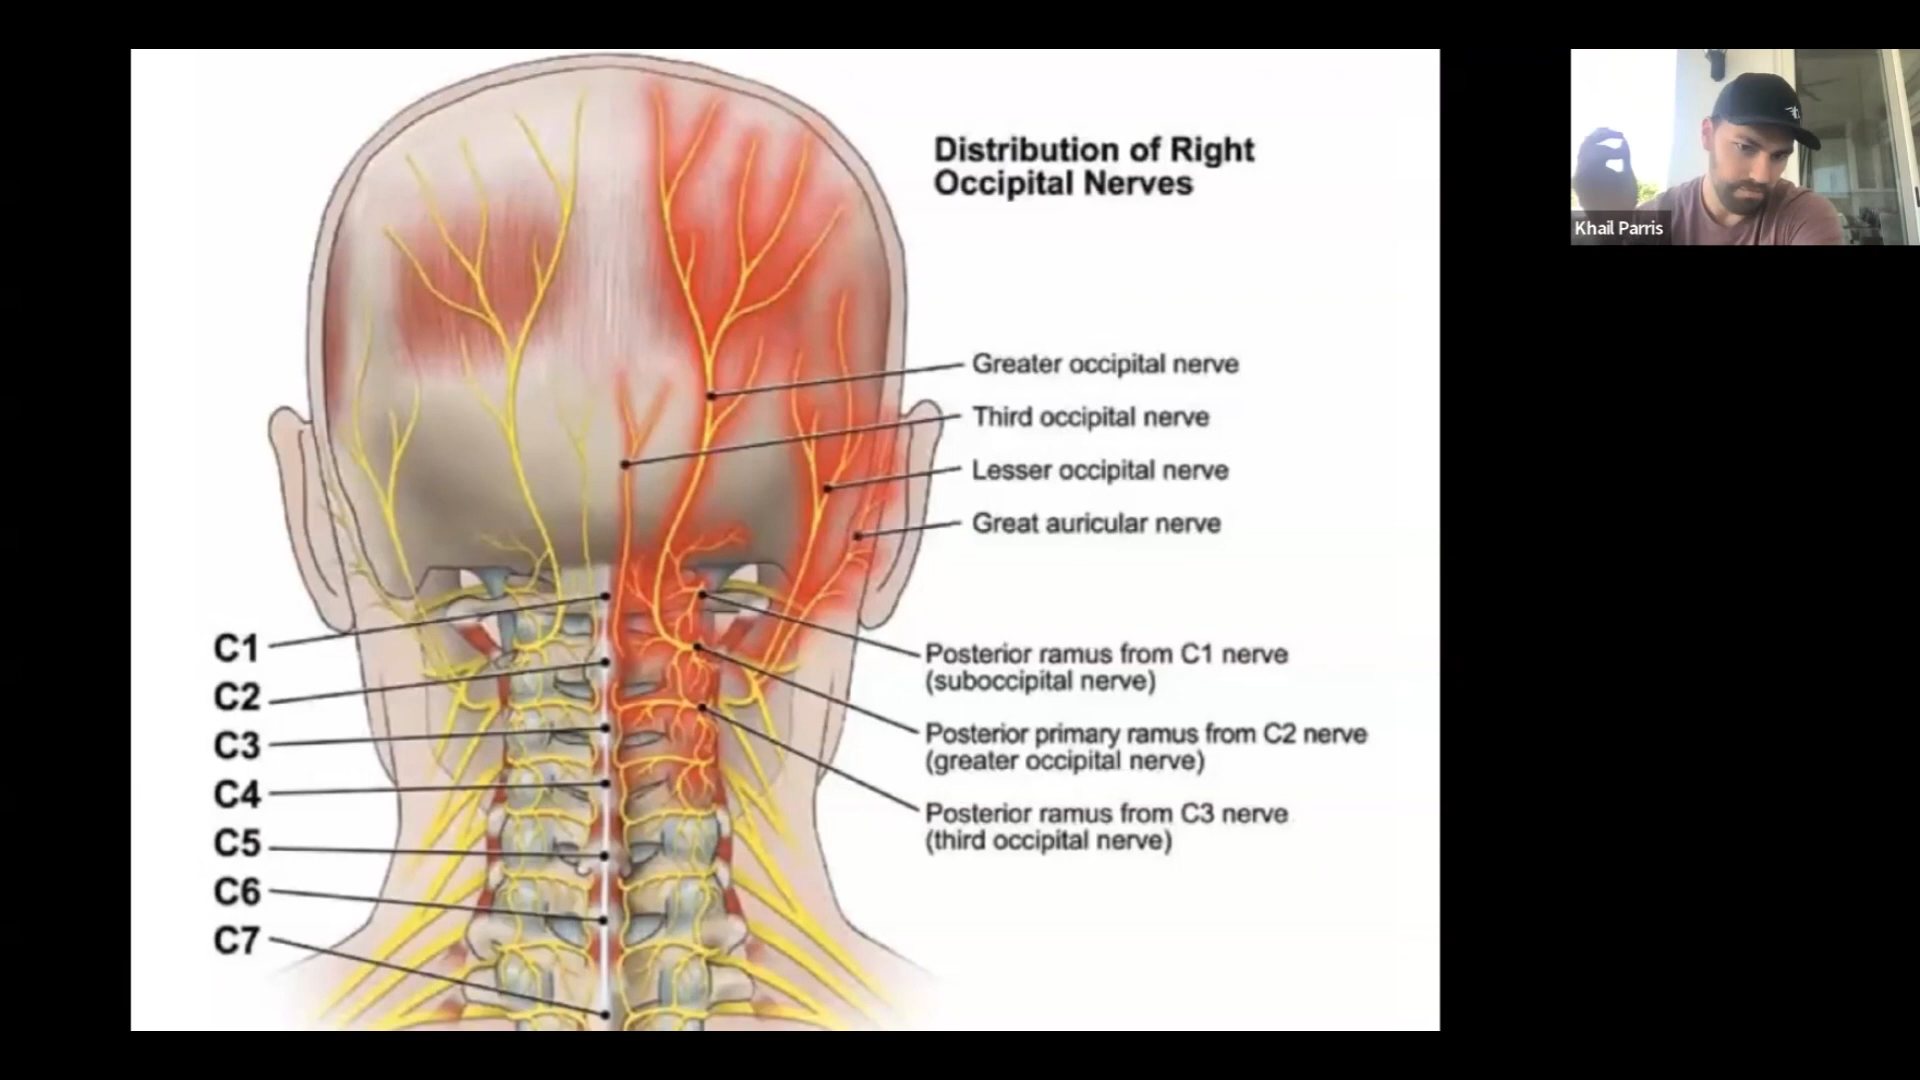 Distribution of Right
Occipital Nerves
Greater occipital nerve
Third occipital nerve
Lesser occipital nerve
Great auricular nerve
C1
C2
C3
C4
C5
C6
C7
Posterior ramus from C1 nerve
(suboccipital nerve)
Posterior primary ramus from C2 nerve
(greater occipital nerve)
Posterior ramus from C3 nerve
(third occipital nerve)
Khail Parris